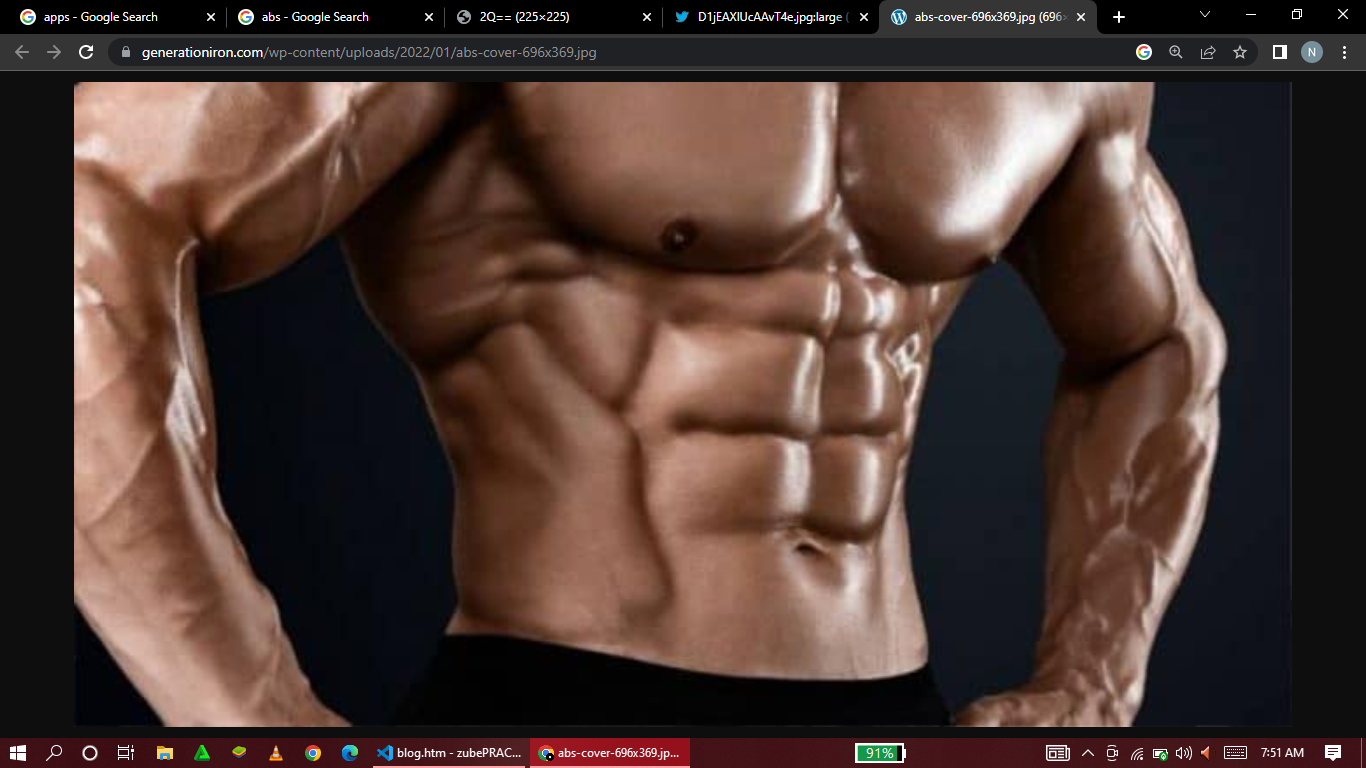 apps - Google Search
abs - Google Search
2Q== (225×225)
D1jEAXIUcAAvT4e.jpg:large (
abs-cover-696x369.jpg (696×
generationiron.com/wp-content/uploads/2022/01/abs-cover-696x369.jpg
N
blog.htm - zubePRAC...
abs-cover-696x369.jp...
91%
7:51 AM